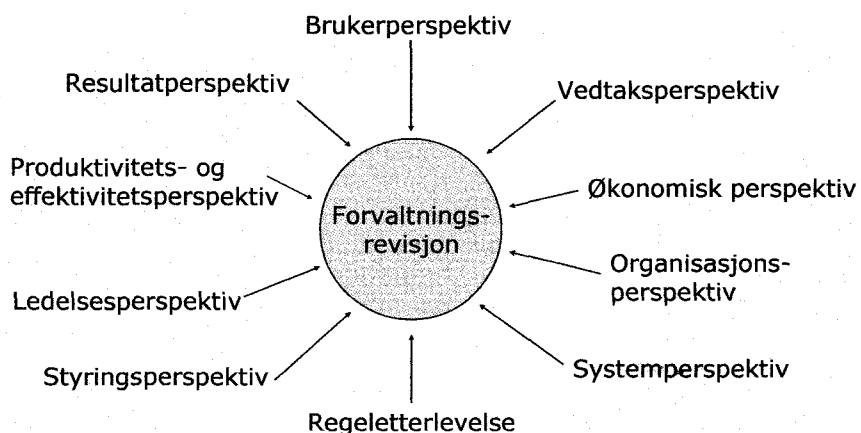 Brukerperspektiv
Resultatperspektiv
Vedtaksperspektiv
Produktivitets- og
effektivitetsperspektiv
Økonomisk perspektiv
Forvaltnings-
revisjon
Organisasjons-
perspektiv
Ledelsesperspektiv
Styringsperspektiv
Systemperspektiv
Regeletterlevelse